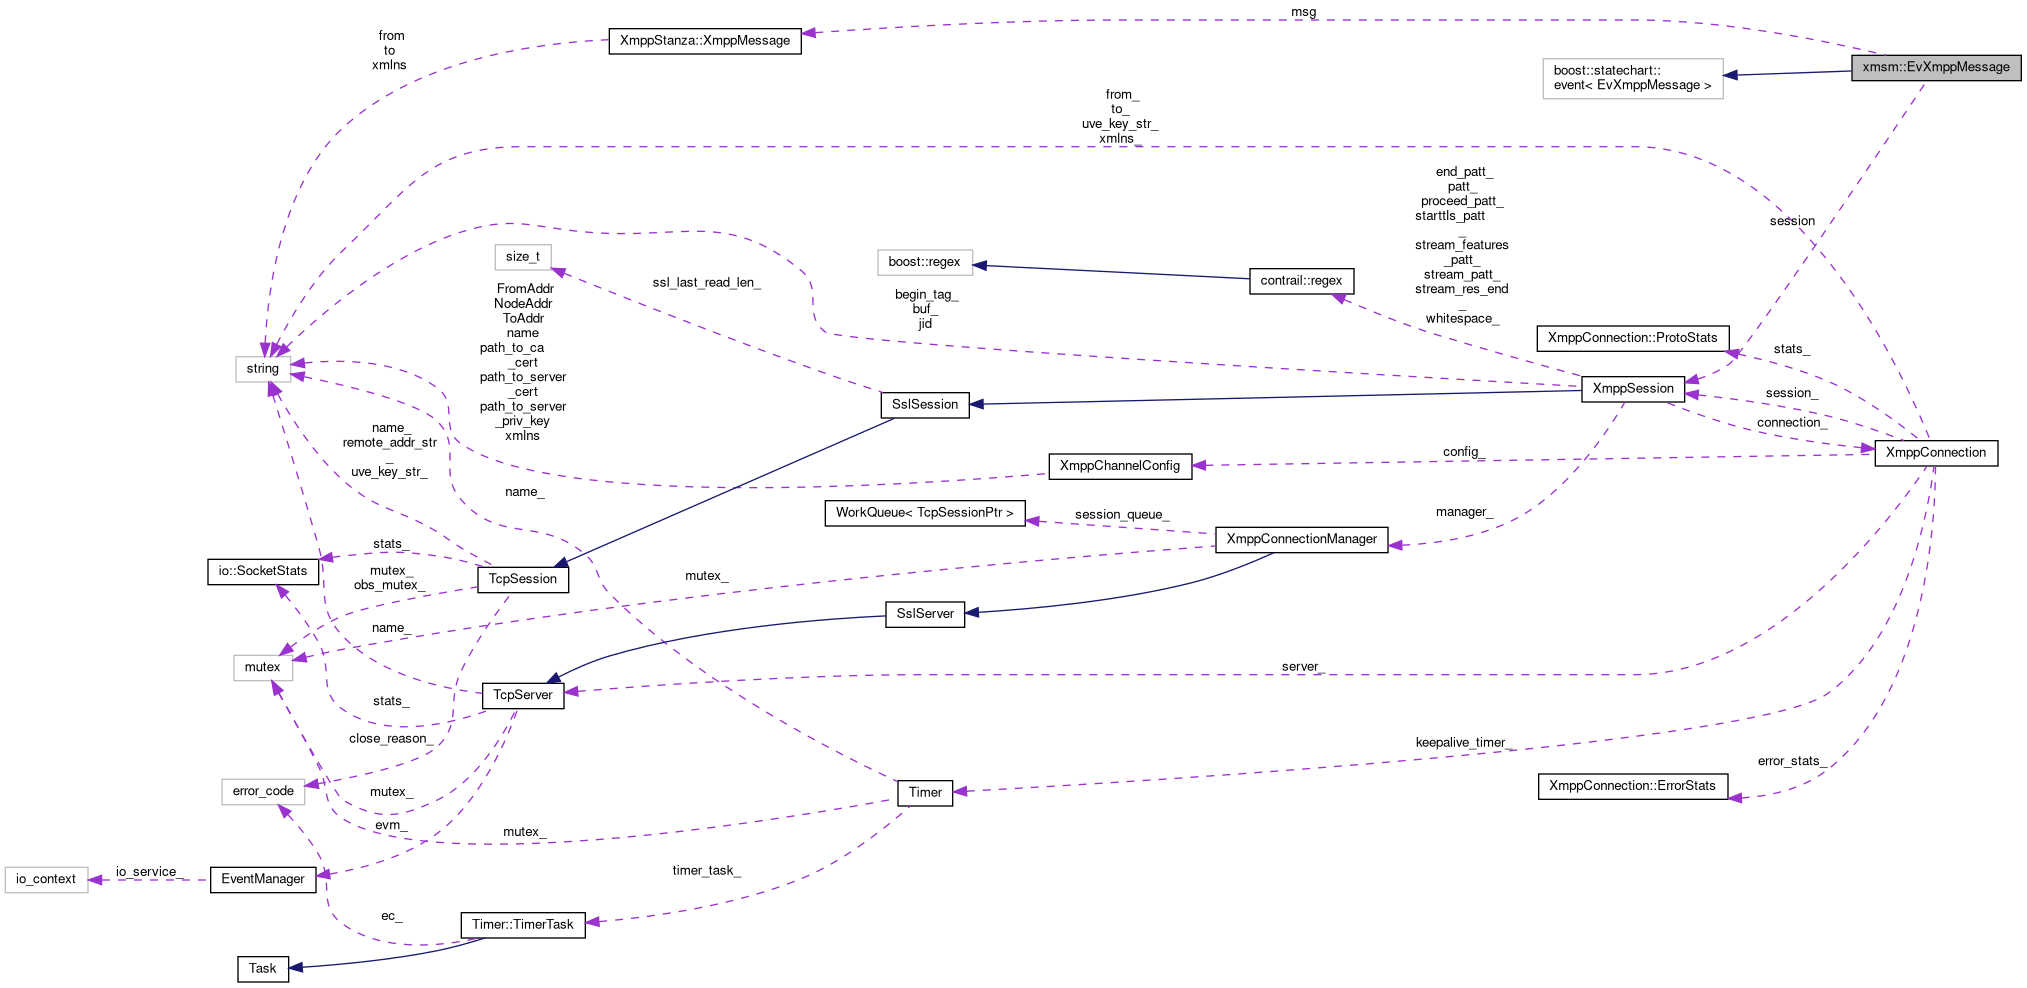 msg
XmppStanza::XmppMessage
from
to
xmlns
xmsm::EvXmppMessage
boost::statechart::
event< EvXmppMessage >
from_
to_
uve_key_str_
xmlns_
end_patt_
patt_
proceed_patt_
starttls_patt
_
stream_features
_patt_
stream_patt_
stream_res_end
_
whitespace_
session
size_t
boost::regex
contrail::regex
ssl_last_read_len_
begin_tag_
buf_
jid
FromAddr
NodeAddr
ToAddr
name
path_to_ca
_cert
path_to_server
_cert
path_to_server
_priv_key
xmlns
XmppConnection::ProtoStats
stats_
string
XmppSession
session_
SslSession
connection_
name_
remote_addr_str
_
uve_key_str_
XmppChannelConfig
config_
XmppConnection
name_
WorkQueue< TcpSessionPtr >
session_queue_
manager_
XmppConnectionManager
stats_
io::SocketStats
mutex_
obs_mutex_
TcpSession
mutex_
SslServer
name_
mutex
server_
TcpServer
stats_
close_reason_
keepalive_timer_
error_stats_
error_code
mutex_
Timer
XmppConnection::ErrorStats
evm_
mutex_
io_context
io_service_
EventManager
timer_task_
ec_
Timer::TimerTask
Task